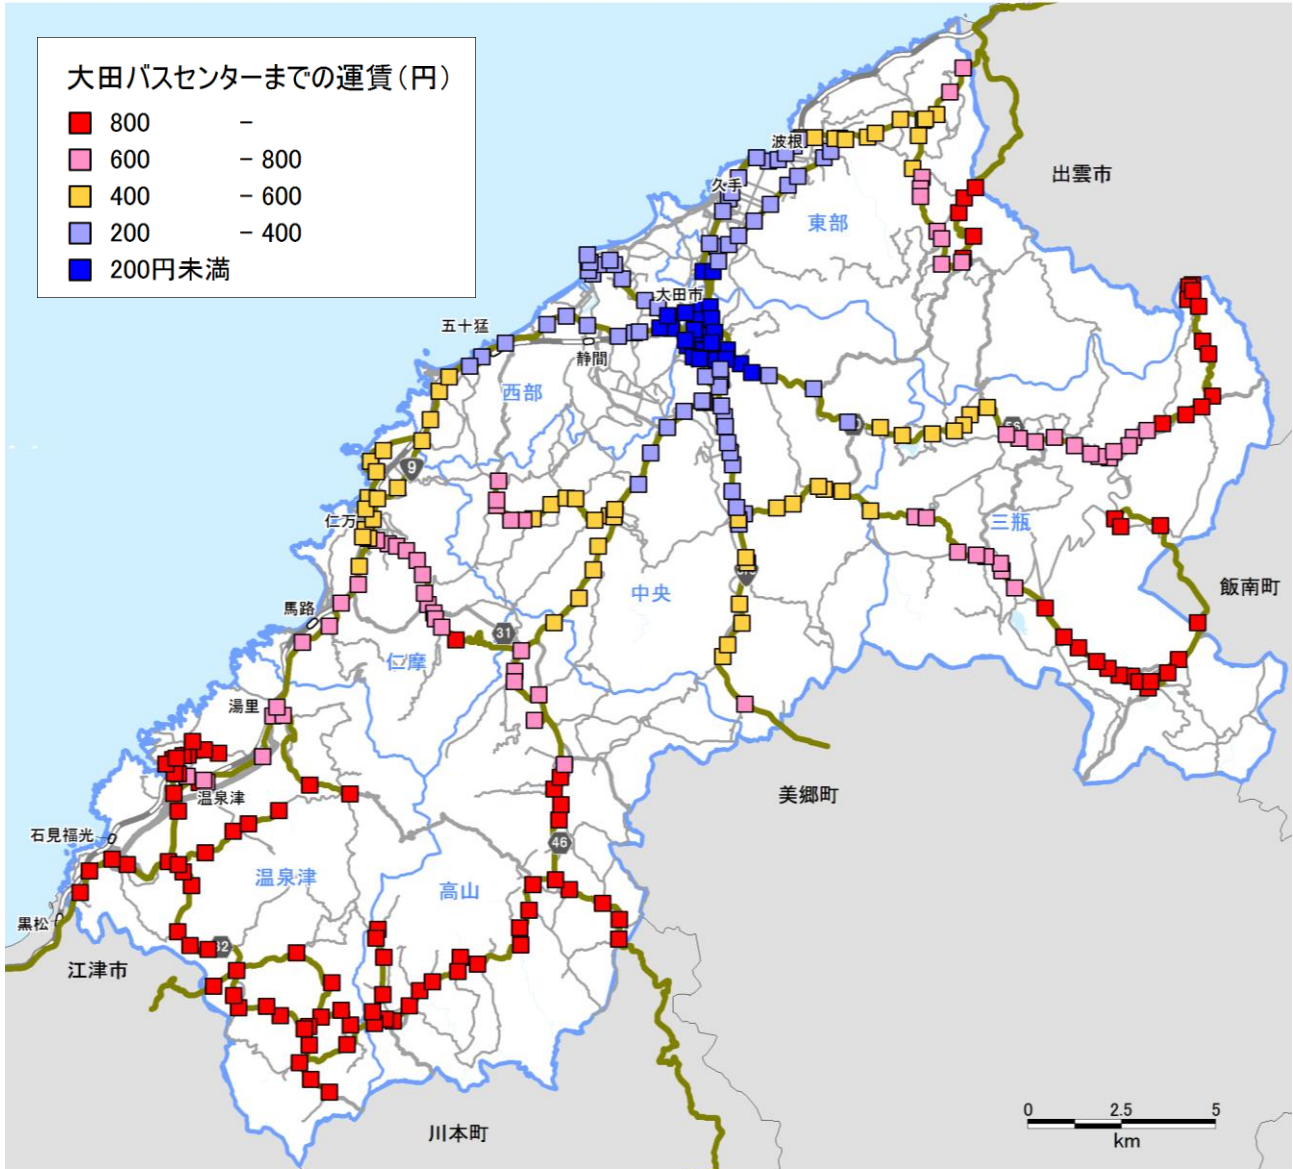 大田バスセンターまでの運賃(円)
800 -
600 - 800
400 - 600
200 - 400
200円未満
波根
出雲市
久手
東部
大田市
五十猛
静間
西部
56
9
仁万
三瓶
飯南町
中央
馬路
31
仁摩
湯里
美郷町
温泉津
石見福光
46
温泉津
高山
黒松
32
江津市
川本町
0 2.5 5
km